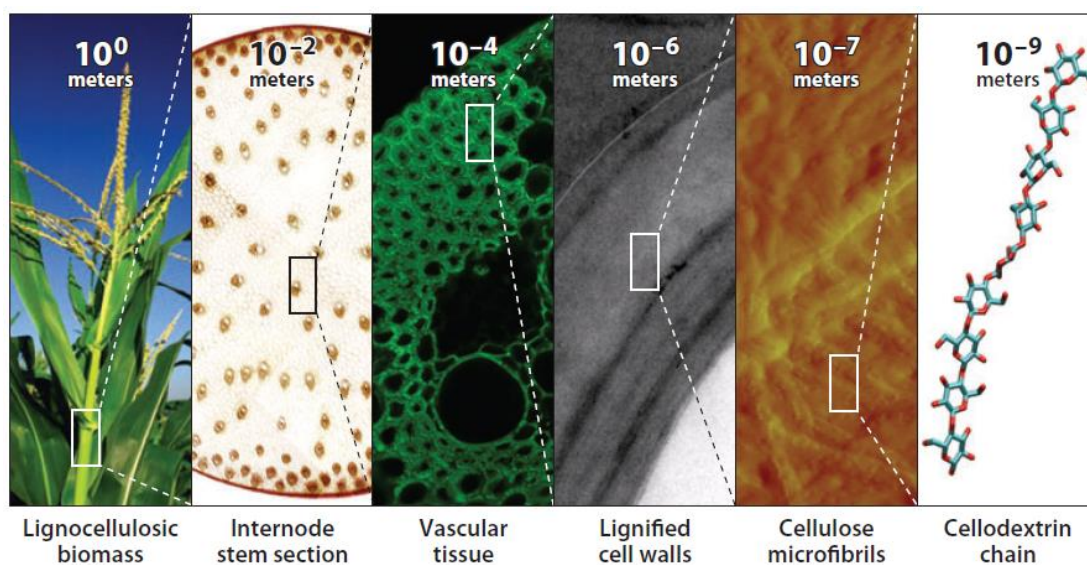 10⁰
meters
10⁻²
meters
10⁻⁴
meters
10⁻⁶
meters
10⁻⁷
meters
10⁻⁹
meters
Lignocellulosic
biomass
Internode
stem section
Vascular
tissue
Lignified
cell walls
Cellulose
microfibrils
Cellodextrin
chain